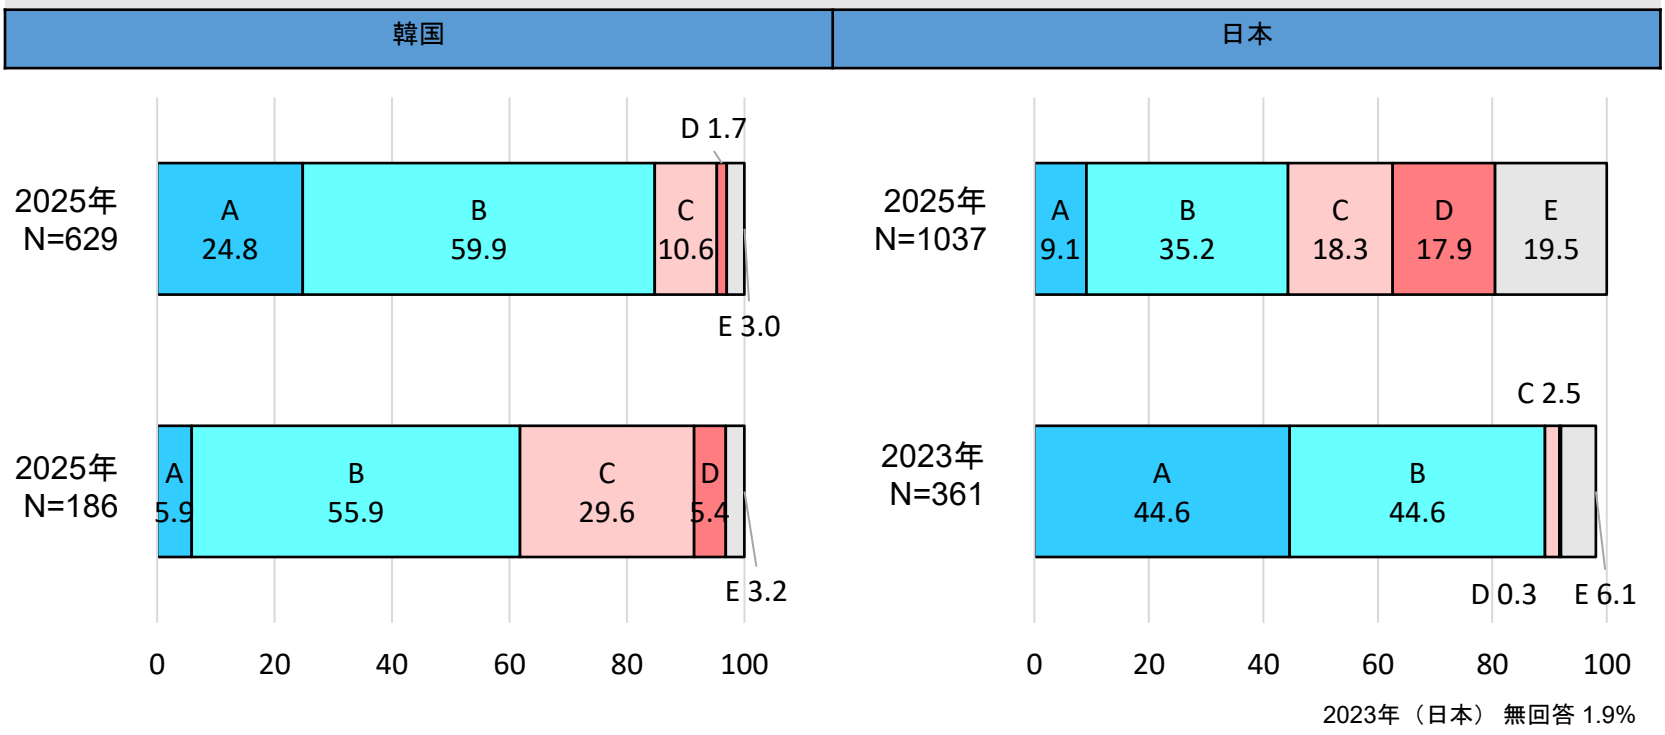 韓国
日本
D 1.7
2025年
N=629
A
24.8
B
59.9
C
10.6
E 3.0
2025年
N=186
A
5.9
B
55.9
C
29.6
D
5.4
E 3.2
0 20 40 60 80 100
2025年
N=1037
A
9.1
B
35.2
C
18.3
D
17.9
E
19.5
C 2.5
2023年
N=361
A
44.6
B
44.6
D 0.3
E 6.1
0 20 40 60 80 100
2023年（日本） 無回答 1.9%